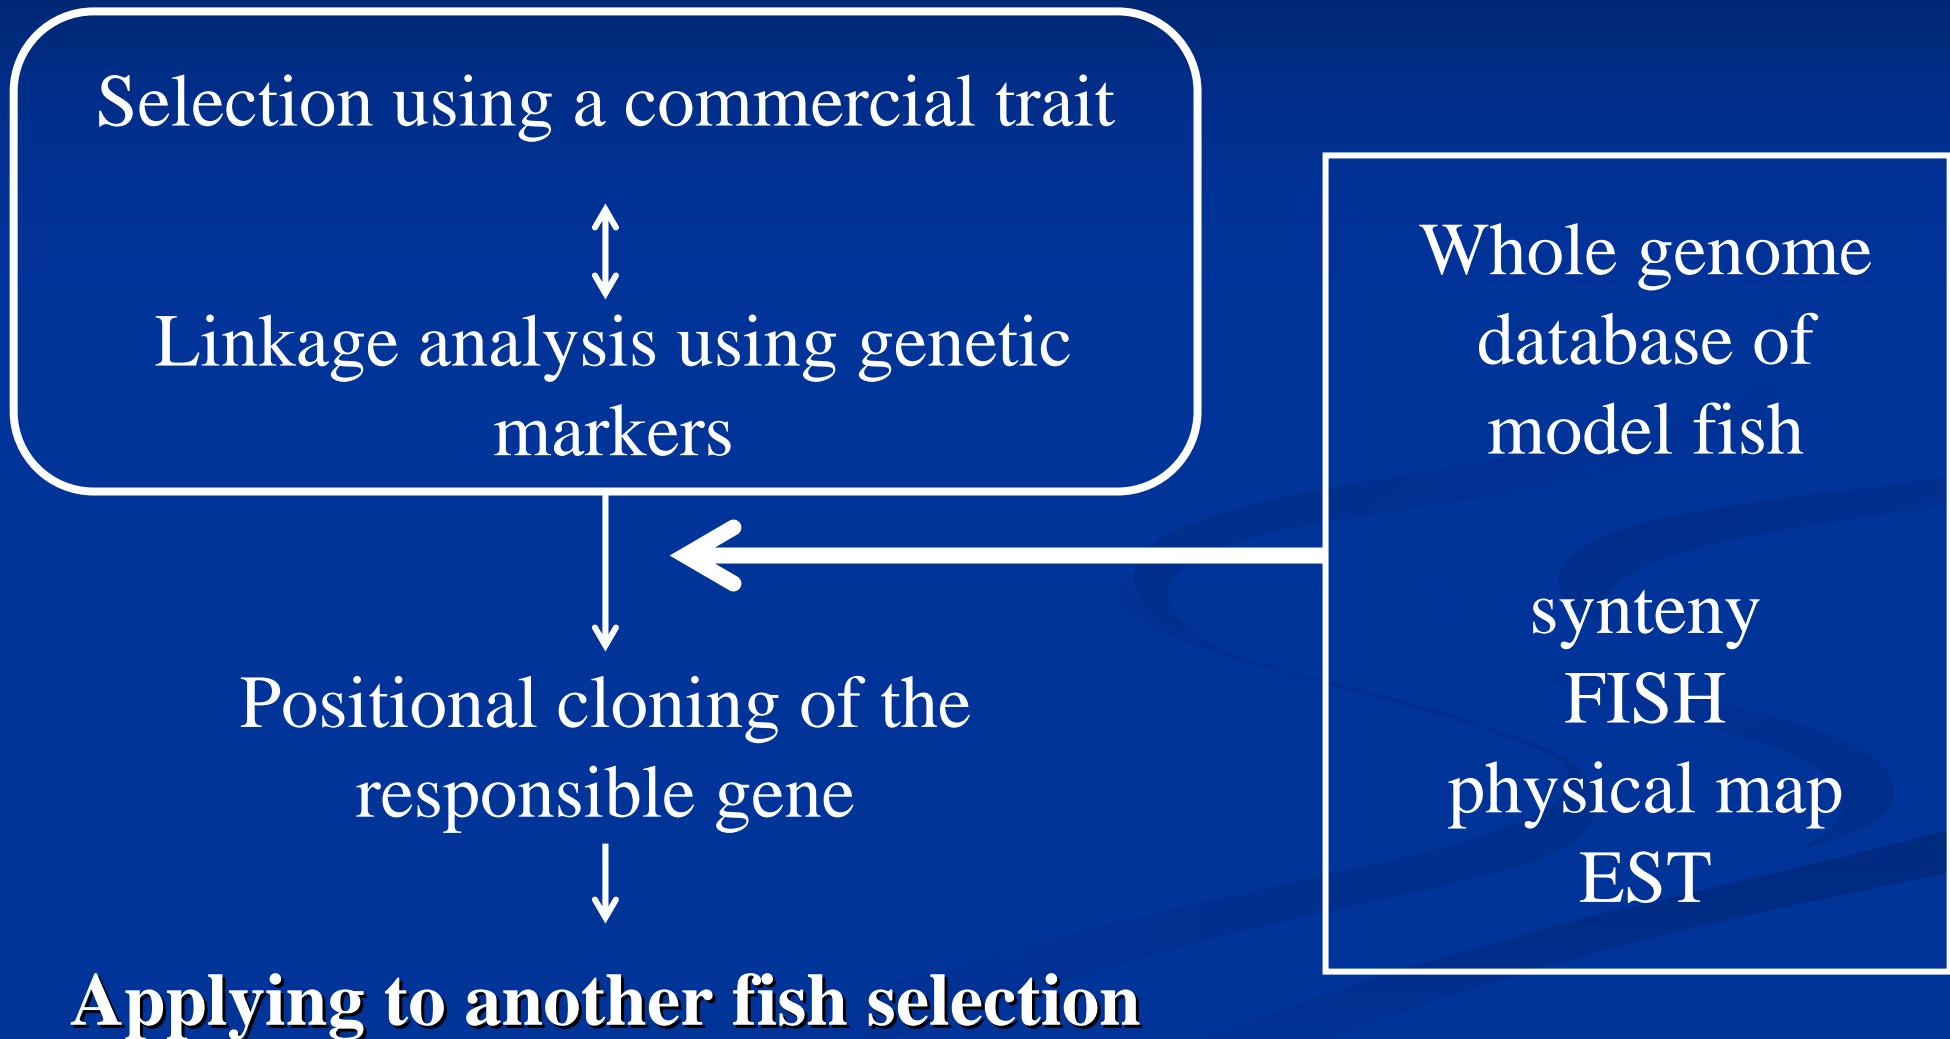 Selection using a commercial trait
Linkage analysis using genetic
markers
Positional cloning of the
responsible gene
Applying to another fish selection
Whole genome
database of
model fish
synteny
FISH
physical map
EST